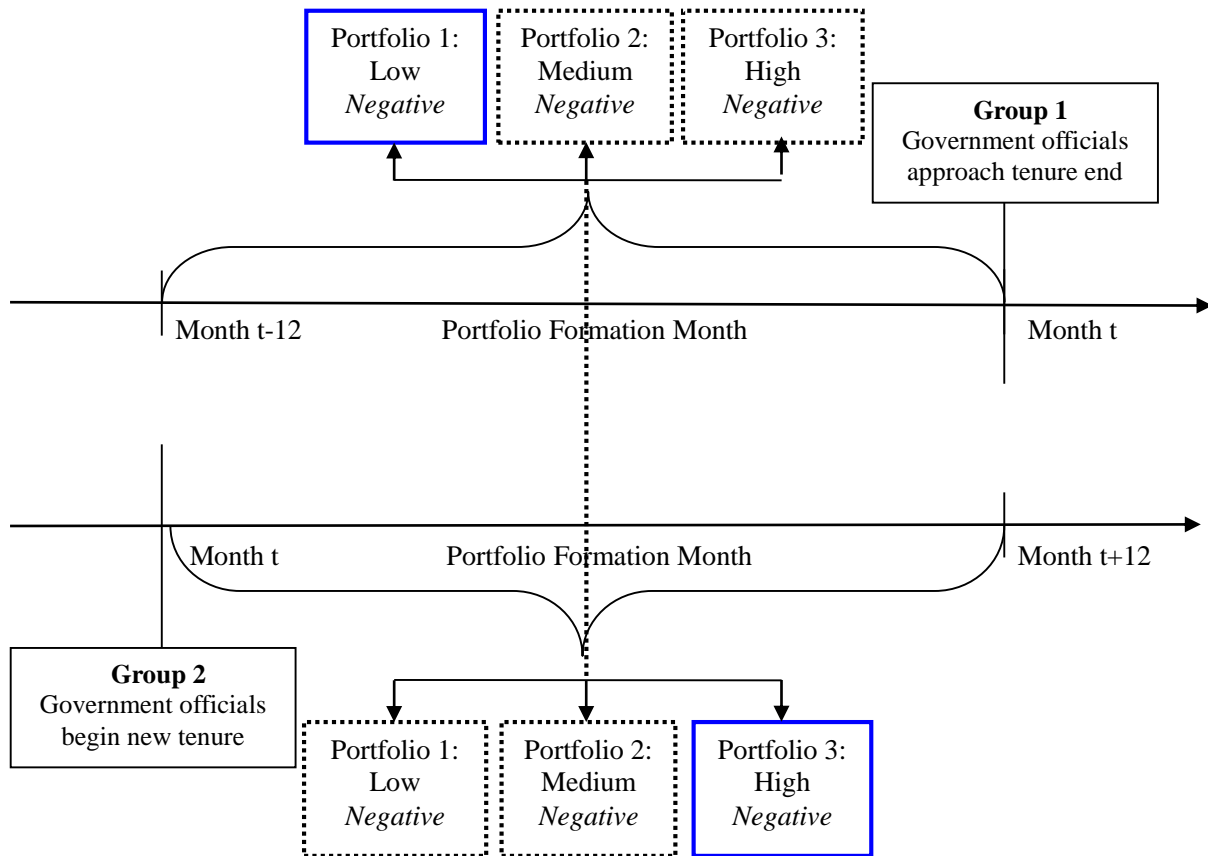 Portfolio 1:
Low
Negative
Portfolio 2:
Medium
Negative
Portfolio 3:
High
Negative
Group 1
Government officials
approach tenure end
Month t-12
Portfolio Formation Month
Month t
Month t
Portfolio Formation Month
Month t+12
Group 2
Government officials
begin new tenure
Portfolio 1:
Low
Negative
Portfolio 2:
Medium
Negative
Portfolio 3:
High
Negative